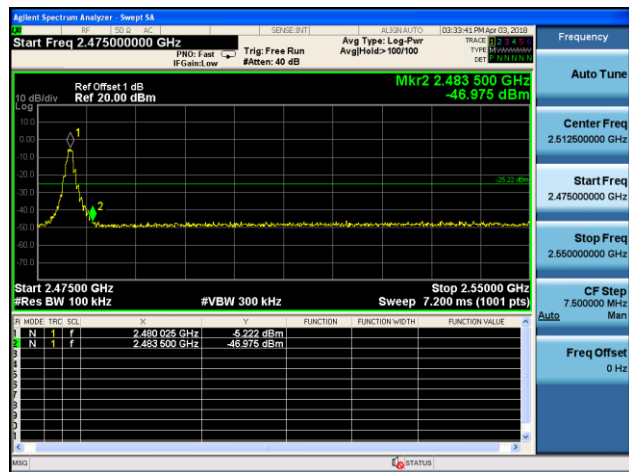 Agilent Spectrum Analyzer - Swept SA
RF 50 Ω AC SENSE:INT ALIGN AUTO 03:33:41 PM Apr 03, 2018
Start Freq 2.475000000 GHz
PNO: Fast
IFGain:Low
Trig: Free Run
#Atten: 40 dB
Avg Type: Log-Pwr
Avg|Hold:> 100/100
TRACE 1 2 3 4 5 6
TYPE
DET P N N N N N
Ref Offset 1 dB
Ref 20.00 dBm
10 dB/div
Log
Mkr2 2.483 500 GHz
-46.975 dBm
10.0
0.00
-10.0
-20.0
-30.0
-40.0
-50.0
-60.0
-70.0
1
2
-25.22 dBm
Start 2.47500 GHz Stop 2.55000 GHz
#Res BW 100 kHz #VBW 300 kHz Sweep 7.200 ms (1001 pts)
MODE TRC SCL X Y FUNCTION FUNCTION WIDTH FUNCTION VALUE
1 N 1 f 2.480 025 GHz -5.222 dBm
2 N 1 f 2.483 500 GHz -46.975 dBm
3
4
5
6
7
8
9
MSG STATUS
Frequency
Auto Tune
Center Freq
2.512500000 GHz
Start Freq
2.475000000 GHz
Stop Freq
2.550000000 GHz
CF Step
7.500000 MHz
Auto Man
Freq Offset
0 Hz